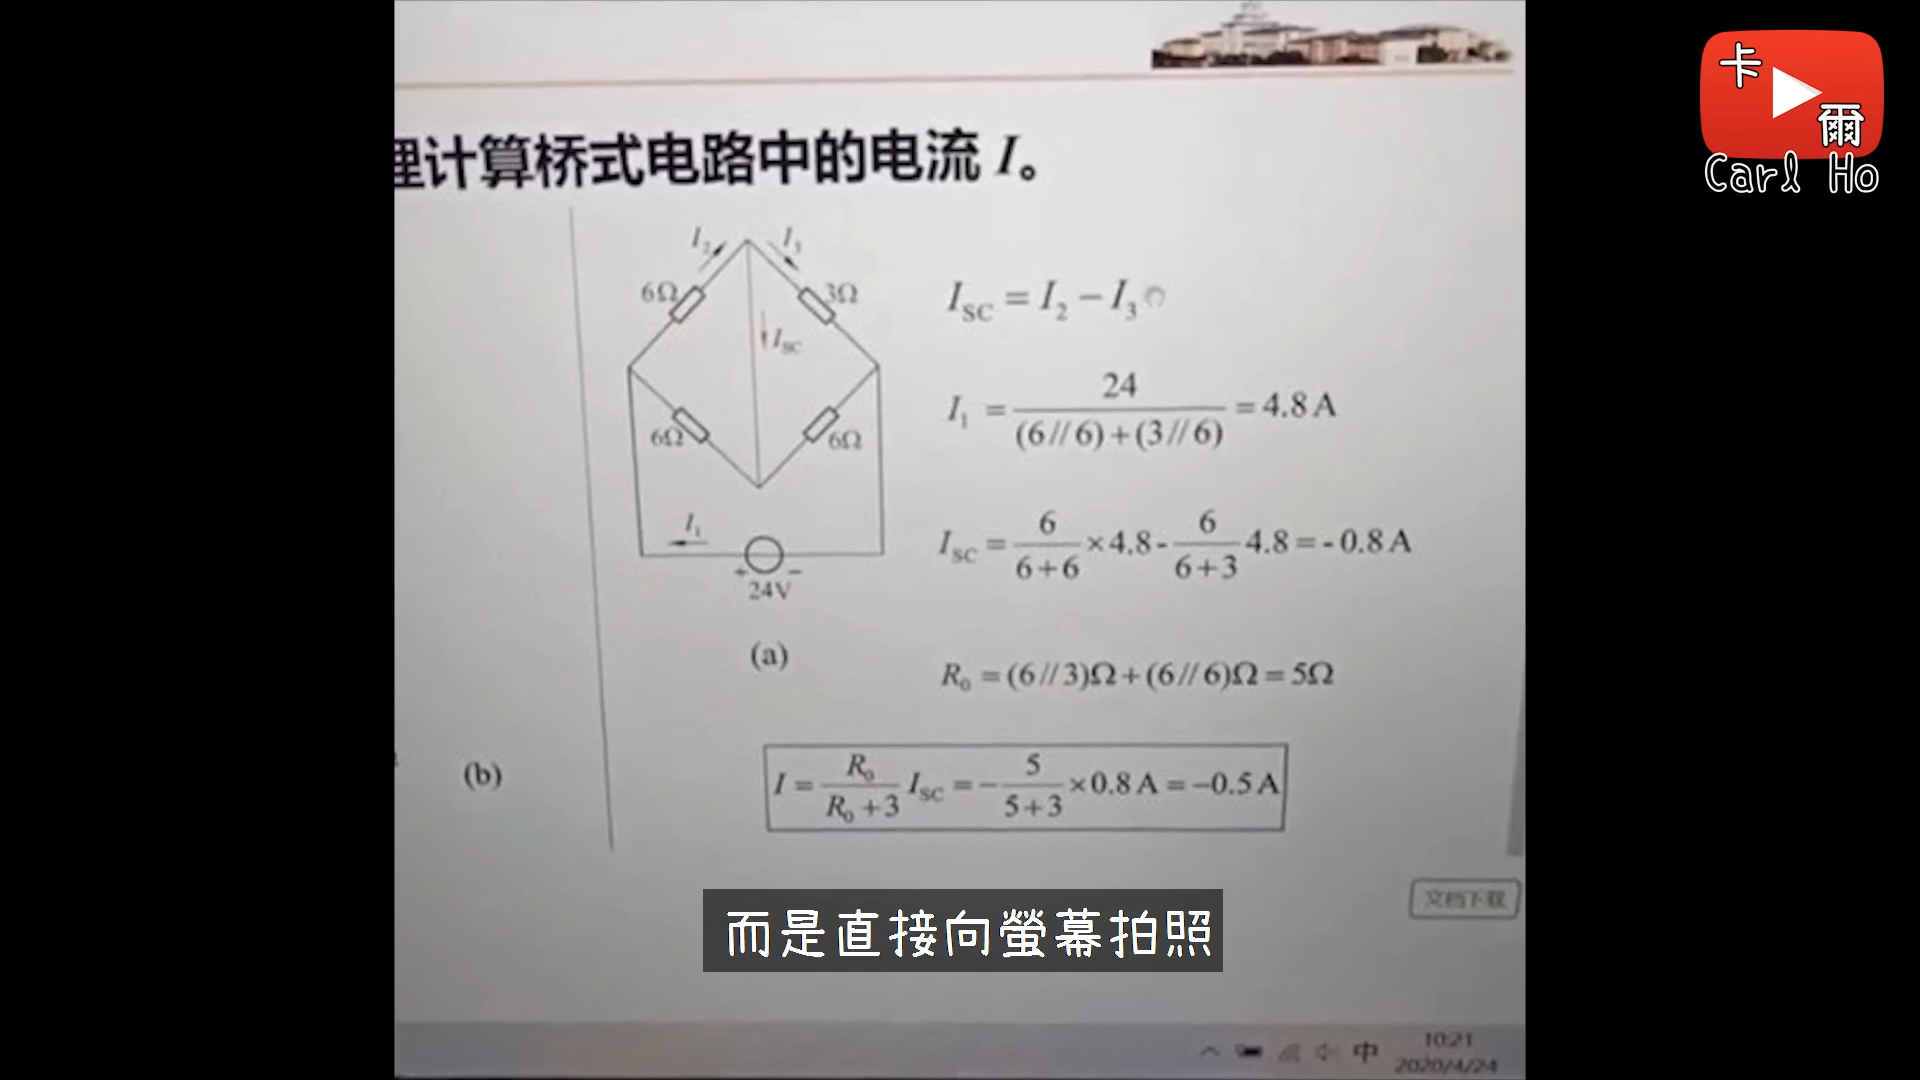 卡
爾
Carl Ho
理计算桥式电路中的电流 I。
I₂
I₃
6Ω
3Ω
I_SC
6Ω
6Ω
I₁
+ −
24V
(a)
(b)
I_SC = I₂ − I₃
I₁ = 24 / ((6//6)+(3//6)) = 4.8 A
I_SC = 6/(6+6) ×4.8- 6/(6+3) 4.8 = -0.8 A
R₀ = (6//3)Ω+(6//6)Ω=5Ω
I = R₀/(R₀+3) I_SC = − 5/(5+3) ×0.8 A = −0.5 A
文档下载
而是直接向螢幕拍照
中
10:21
2020/4/24